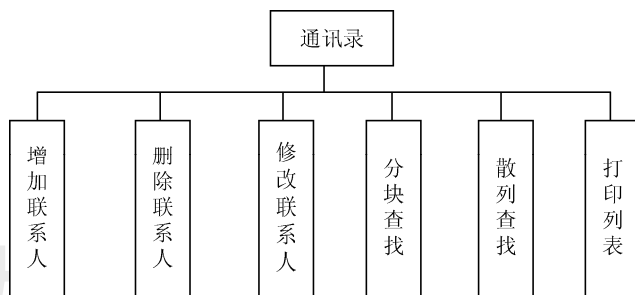 通讯录
增加联系人
删除联系人
修改联系人
分块查找
散列查找
打印列表